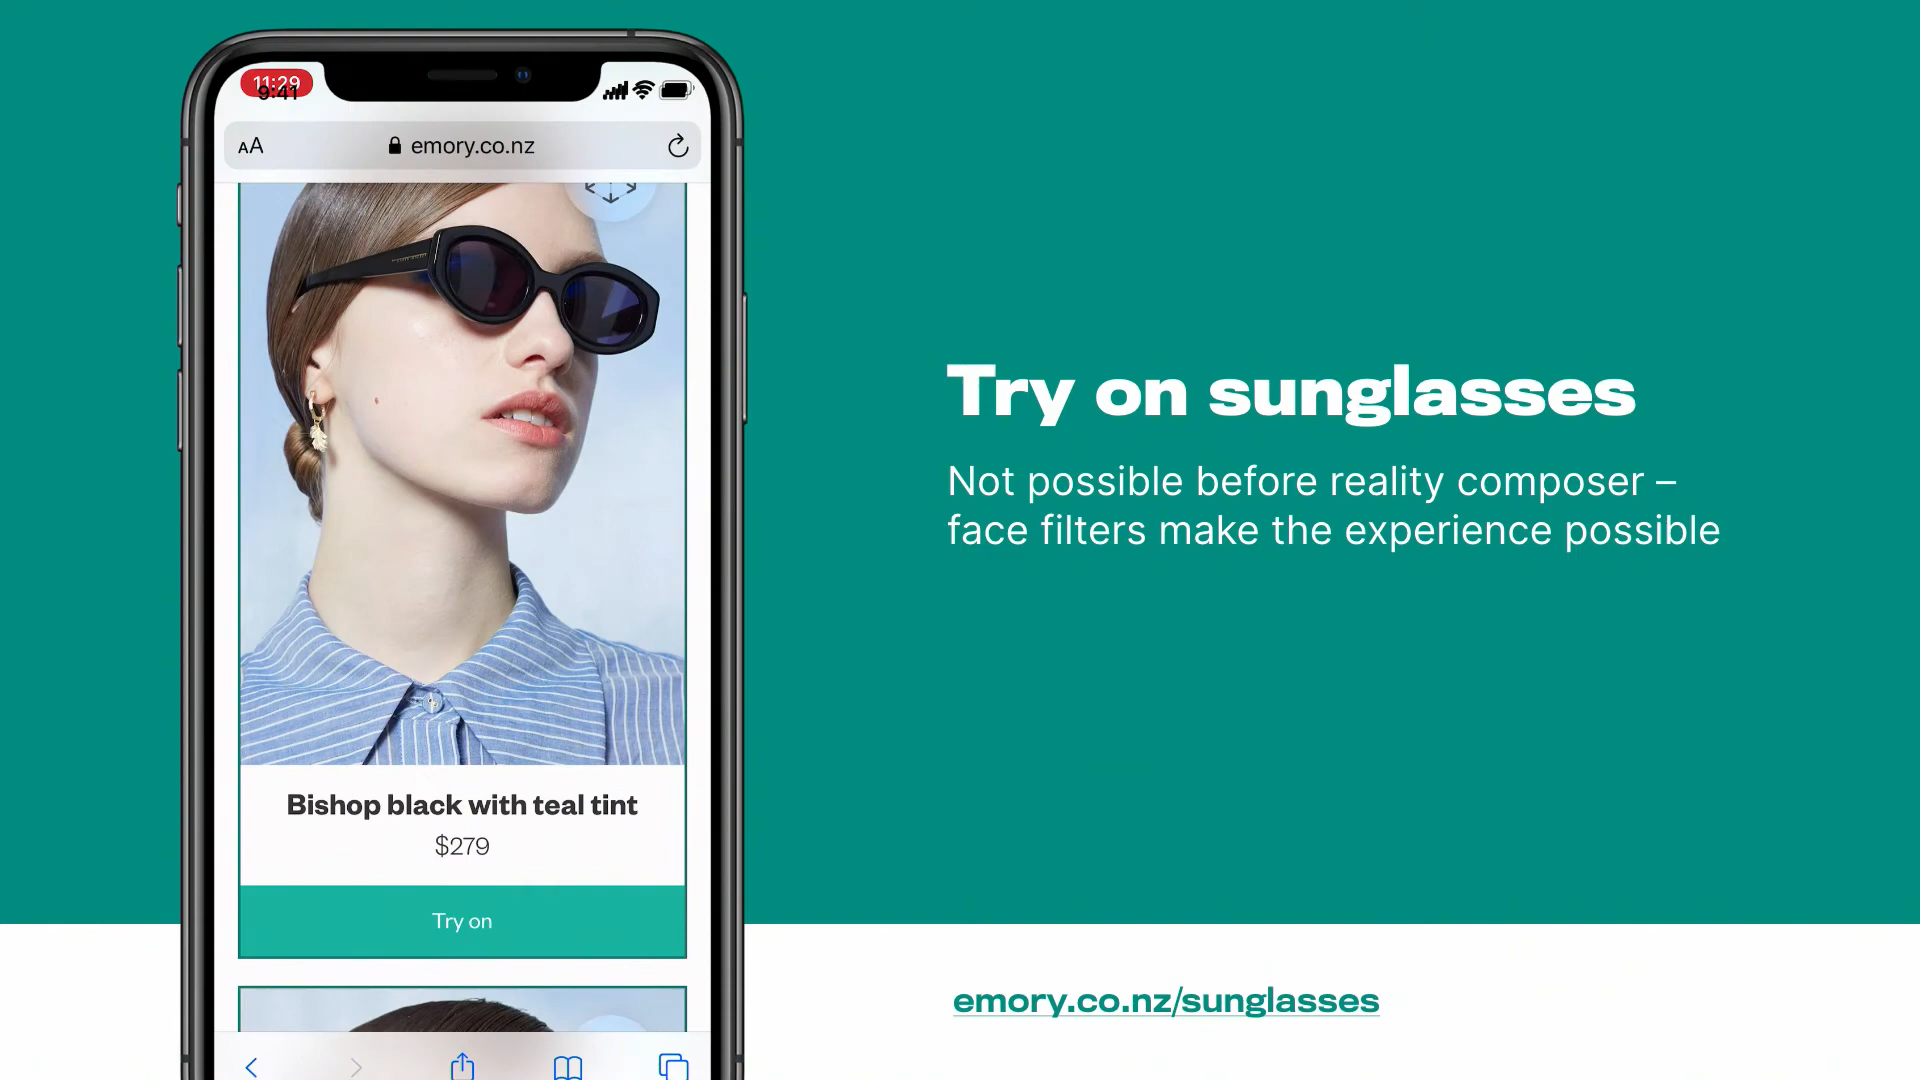 11:29
9:41
AA
emory.co.nz
Bishop black with teal tint
$279
Try on
Try on sunglasses
Not possible before reality composer –
face filters make the experience possible
emory.co.nz/sunglasses